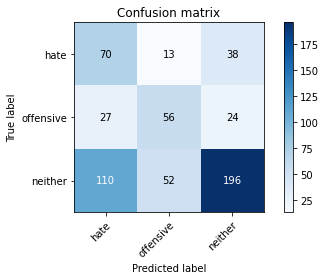 Confusion matrix
hate 70 13 38
offensive 27 56 24
neither 110 52 196
hate offensive neither
True label
Predicted label
175
150
125
100
75
50
25